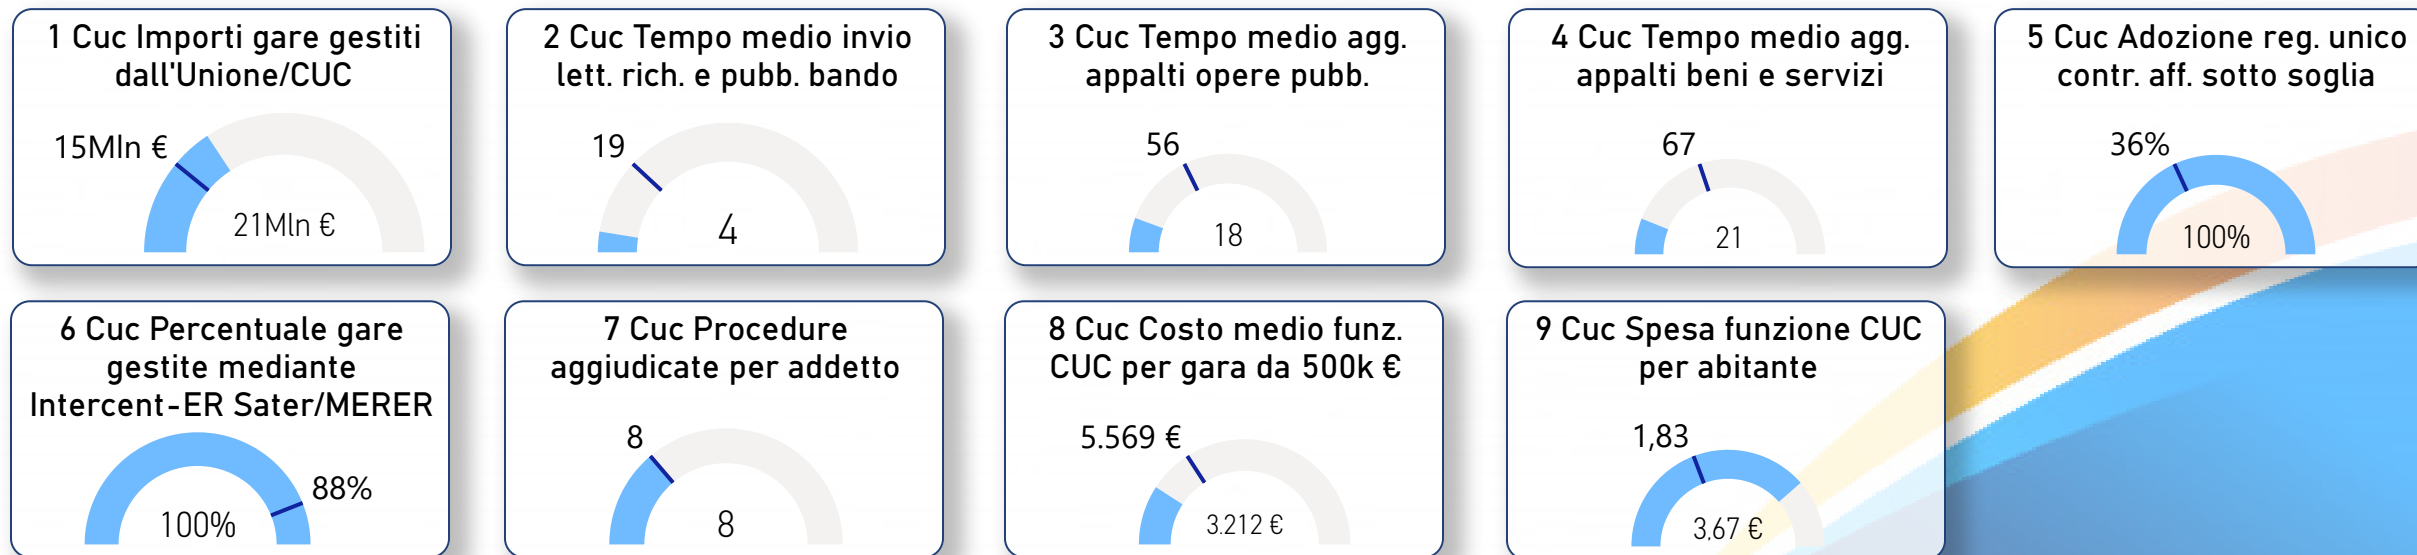 1 Cuc Importi gare gestiti
dall'Unione/CUC
15Mln €
21Mln €
2 Cuc Tempo medio invio
lett. rich. e pubb. bando
19
4
3 Cuc Tempo medio agg.
appalti opere pubb.
56
18
4 Cuc Tempo medio agg.
appalti beni e servizi
67
21
5 Cuc Adozione reg. unico
contr. aff. sotto soglia
36%
100%
6 Cuc Percentuale gare
gestite mediante
Intercent-ER Sater/MERER
88%
100%
7 Cuc Procedure
aggiudicate per addetto
8
8
8 Cuc Costo medio funz.
CUC per gara da 500k €
5.569 €
3.212 €
9 Cuc Spesa funzione CUC
per abitante
1,83
3,67 €